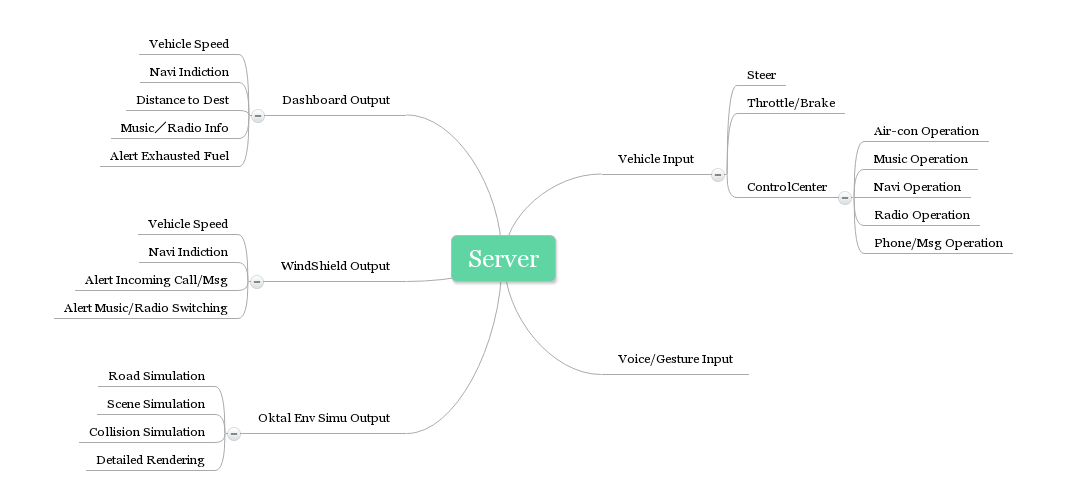 Vehicle Speed
Navi Indiction
Distance to Dest
Music／Radio Info
Alert Exhausted Fuel
Dashboard Output
Vehicle Speed
Navi Indiction
Alert Incoming Call/Msg
Alert Music/Radio Switching
WindShield Output
Road Simulation
Scene Simulation
Collision Simulation
Detailed Rendering
Oktal Env Simu Output
Server
Vehicle Input
Steer
Throttle/Brake
ControlCenter
Air-con Operation
Music Operation
Navi Operation
Radio Operation
Phone/Msg Operation
Voice/Gesture Input